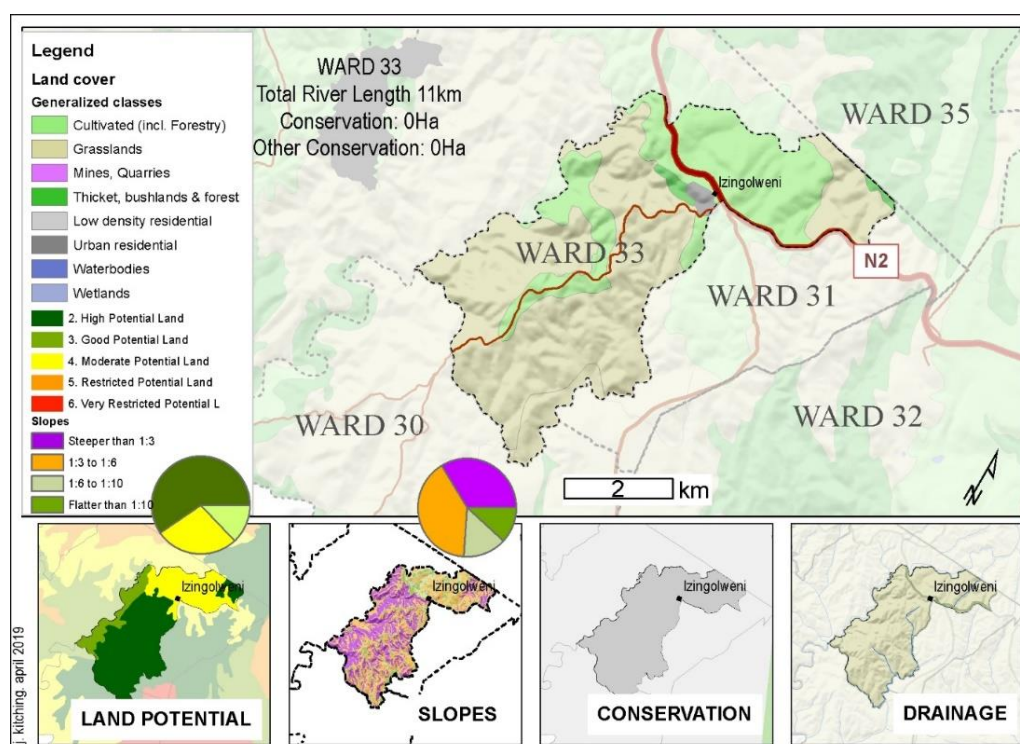 Legend
Land cover
Generalized classes
Cultivated (incl. Forestry)
Grasslands
Mines, Quarries
Thicket, bushlands & forest
Low density residential
Urban residential
Waterbodies
Wetlands
2. High Potential Land
3. Good Potential Land
4. Moderate Potential Land
5. Restricted Potential Land
6. Very Restricted Potential L
Slopes
Steeper than 1:3
1:3 to 1:6
1:6 to 1:10
Flatter than 1:10
WARD 33
Total River Length 11km
Conservation: 0Ha
Other Conservation: 0Ha
WARD 35
Izingolweni
WARD 33
N2
WARD 31
WARD 30
WARD 32
2 km
Izingolweni
LAND POTENTIAL
Izingolweni
SLOPES
Izingolweni
CONSERVATION
Izingolweni
DRAINAGE
j. kitching. april 2019